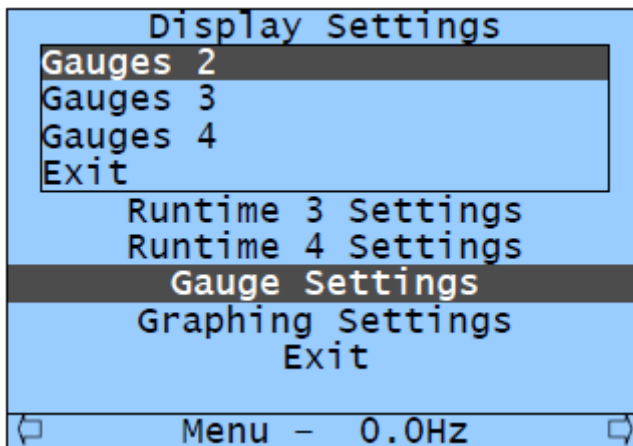 Display Settings
Gauges 2
Gauges 3
Gauges 4
Exit
Runtime 3 Settings
Runtime 4 Settings
Gauge Settings
Graphing Settings
Exit
Menu - 0.0Hz